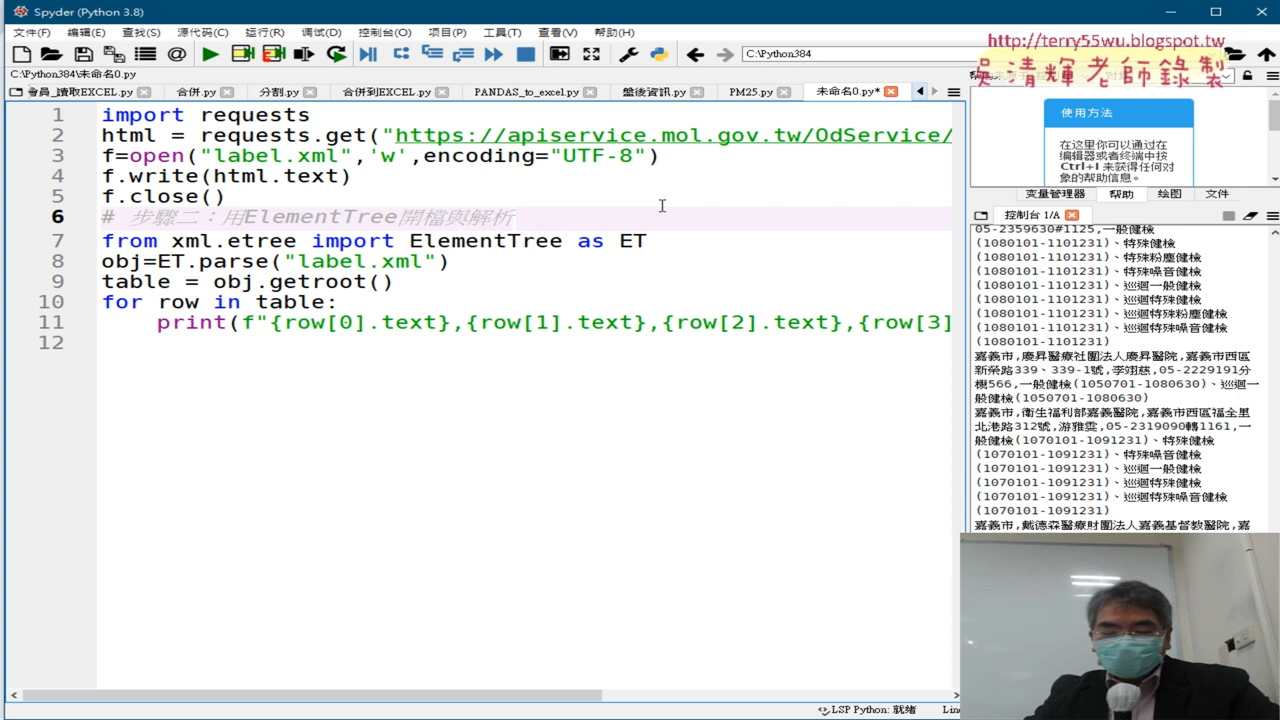 Spyder (Python 3.8)
文件(F) 編辑(E) 查找(S) 源代码(C) 运行(R) 调试(D) 控制台(O) 项目(P) 工具(T) 查看(V) 帮助(H)
http://terry55wu.blogspot.tw
吳清輝老師錄製
C:\Python384
C:\Python384\未命名0.py
會員_讀取EXCEL.py 合併.py 分割.py 合併到EXCEL.py PANDAS_to_excel.py 盤後資訊.py PM25.py 未命名0.py*
1 import requests
2 html = requests.get("https://apiservice.mol.gov.tw/OdService/
3 f=open("label.xml",'w',encoding="UTF-8")
4 f.write(html.text)
5 f.close()
6 # 步驟二：用ElementTree開檔與解析
7 from xml.etree import ElementTree as ET
8 obj=ET.parse("label.xml")
9 table = obj.getroot()
10 for row in table:
11 print(f"{row[0].text},{row[1].text},{row[2].text},{row[3]
12
使用方法
在这里你可以通过在
编辑器或者终端中按
Ctrl+I 来获得任何对
象的帮助信息。
变量管理器 帮助 绘图 文件
控制台 1/A
05-2359630#1125,一般健檢
(1080101-1101231)、特殊健檢
(1080101-1101231)、特殊粉塵健檢
(1080101-1101231)、特殊噪音健檢
(1080101-1101231)、巡迴一般健檢
(1080101-1101231)、巡迴特殊健檢
(1080101-1101231)、巡迴特殊粉塵健檢
(1080101-1101231)、巡迴特殊噪音健檢
(1080101-1101231)
嘉義市,慶昇醫療社團法人慶昇醫院,嘉義市西區
新榮路339、339-1號,李翊慈,05-2229191分
機566,一般健檢(1050701-1080630)、巡迴一
般健檢(1050701-1080630)
嘉義市,衛生福利部嘉義醫院,嘉義市西區福全里
北港路312號,游雅雯,05-2319090轉1161,一
般健檢(1070101-1091231)、特殊健檢
(1070101-1091231)、特殊噪音健檢
(1070101-1091231)、巡迴一般健檢
(1070101-1091231)、巡迴特殊健檢
(1070101-1091231)、巡迴特殊噪音健檢
(1070101-1091231)
嘉義市,戴德森醫療財團法人嘉義基督教醫院,嘉
LSP Python: 就绪 Lin